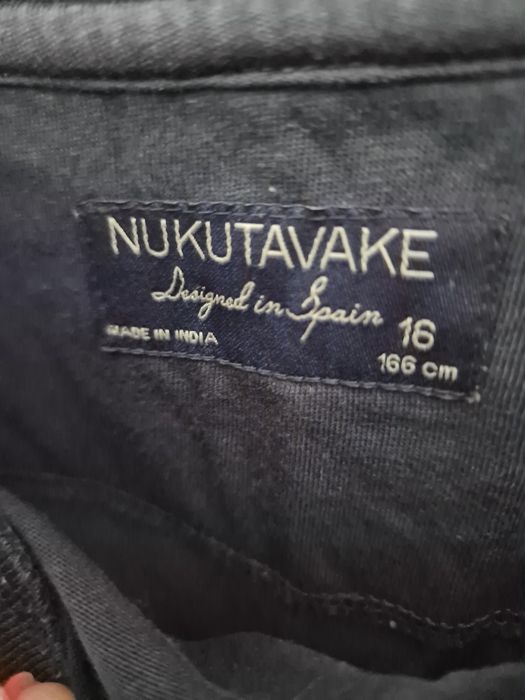 NUKUTAVAKE
Designed in Spain
MADE IN INDIA
16
166 cm